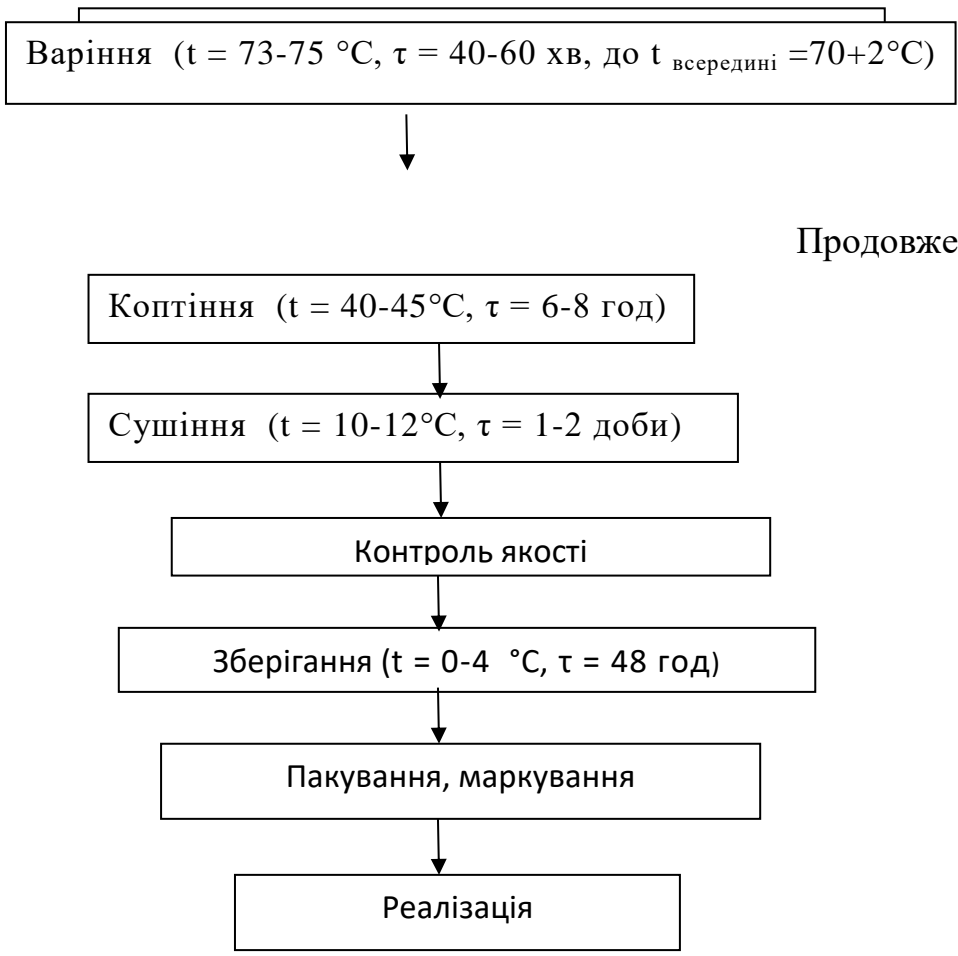 Варіння (t = 73-75 °С, τ = 40-60 хв, до t всередині =70+2°С)
Продовже
Коптіння (t = 40-45°С, τ = 6-8 год)
Сушіння (t = 10-12°С, τ = 1-2 доби)
Контроль якості
Зберігання (t = 0-4 °С, τ = 48 год)
Пакування, маркування
Реалізація